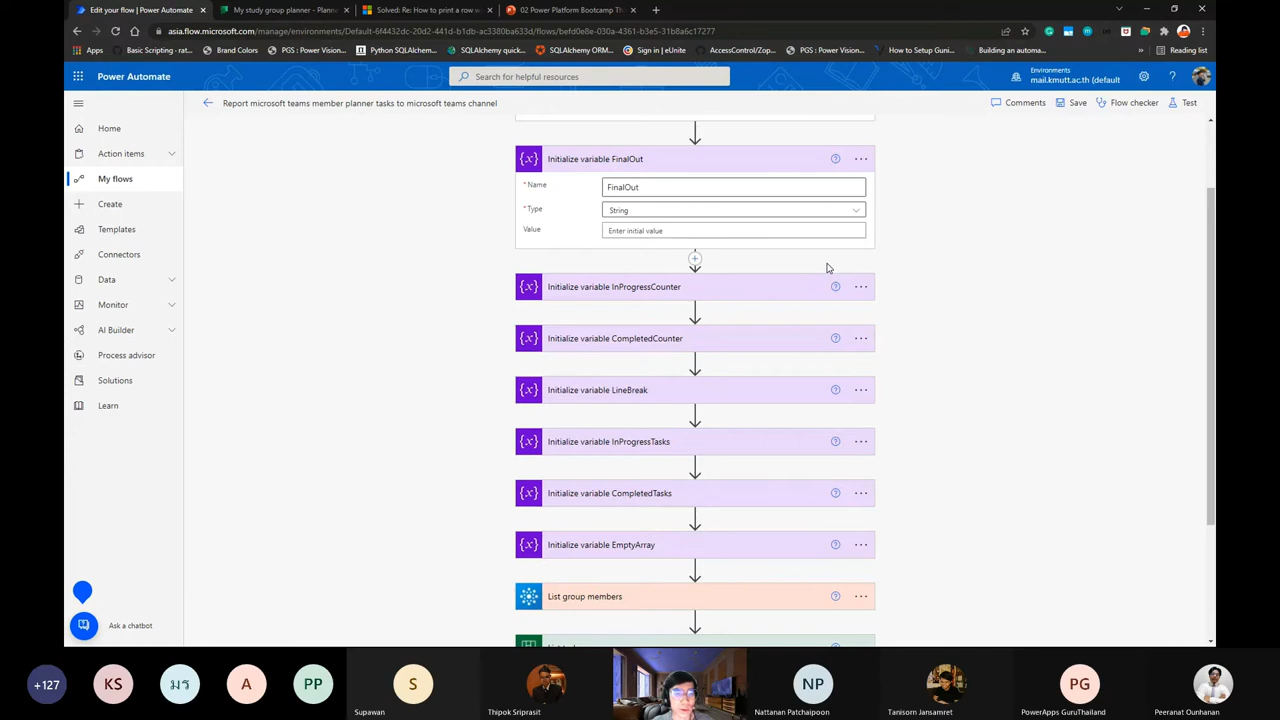 Edit your flow | Power Automate
My study group planner - Planne
Solved: Re: How to print a row w
02 Power Platform Bootcamp Tha
asia.flow.microsoft.com/manage/environments/Default-6f4432dc-20d2-441d-b1db-ac3380ba633d/flows/befd0e8e-030a-4065-8961-b3e5-31b8a6c17277
Apps
Basic Scripting - rat...
Brand Colors
PGS : Power Vision...
Python SQLAlchemy
SQLAlchemy quick...
SQLAlchemy ORM...
Sign in | eUnite
AccessControl/Zop...
PGS : Power Vision...
How to Setup Guni...
Building an automa...
Reading list
Power Automate
Search for helpful resources
Environments
mail.kmutt.ac.th (default
Report microsoft teams member planner tasks to microsoft teams channel
Comments
Save
Flow checker
Test
Home
Action items
My flows
Create
Templates
Connectors
Data
Monitor
AI Builder
Process advisor
Solutions
Learn
Ask a chatbot
Initialize variable FinalOut
* Name
FinalOut
* Type
String
Value
Enter initial value
Initialize variable InProgressCounter
Initialize variable CompletedCounter
Initialize variable LineBreak
Initialize variable InProgressTasks
Initialize variable CompletedTasks
Initialize variable EmptyArray
List group members
+127
KS
มร
A
PP
S
NP
PG
Supawan
Thipok Sriprasit
Nattanan Patchaipoon
Tanisorn Jansamret
PowerApps GuruThailand
Peeranat Ounhanan